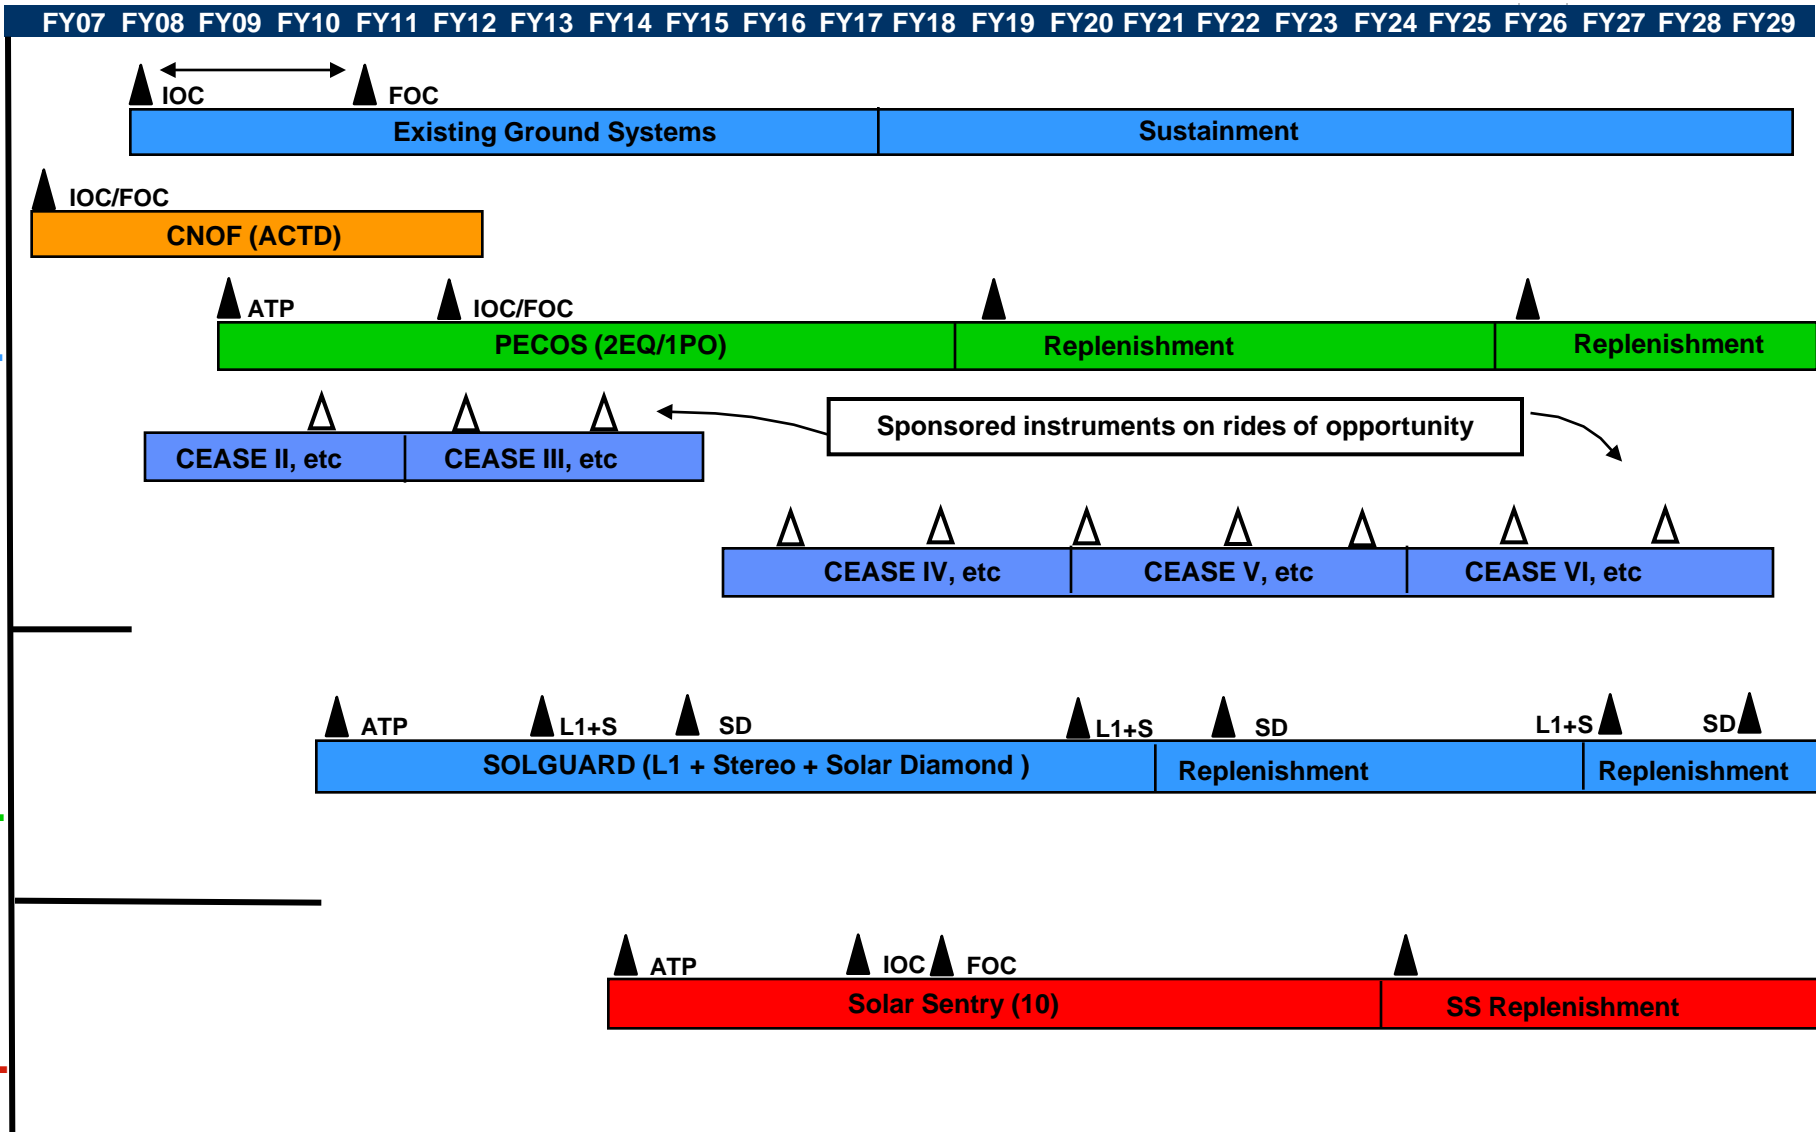 FY07 FY08 FY09 FY10 FY11 FY12 FY13 FY14 FY15 FY16 FY17 FY18 FY19 FY20 FY21 FY22 FY23 FY24 FY25 FY26 FY27 FY28 FY29
IOC FOC
Existing Ground Systems Sustainment
IOC/FOC
CNOF (ACTD)
ATP IOC/FOC
PECOS (2EQ/1PO) Replenishment Replenishment
Sponsored instruments on rides of opportunity
CEASE II, etc CEASE III, etc
CEASE IV, etc CEASE V, etc CEASE VI, etc
ATP L1+S SD L1+S SD L1+S SD
SOLGUARD (L1 + Stereo + Solar Diamond ) Replenishment Replenishment
ATP IOC FOC
Solar Sentry (10) SS Replenishment